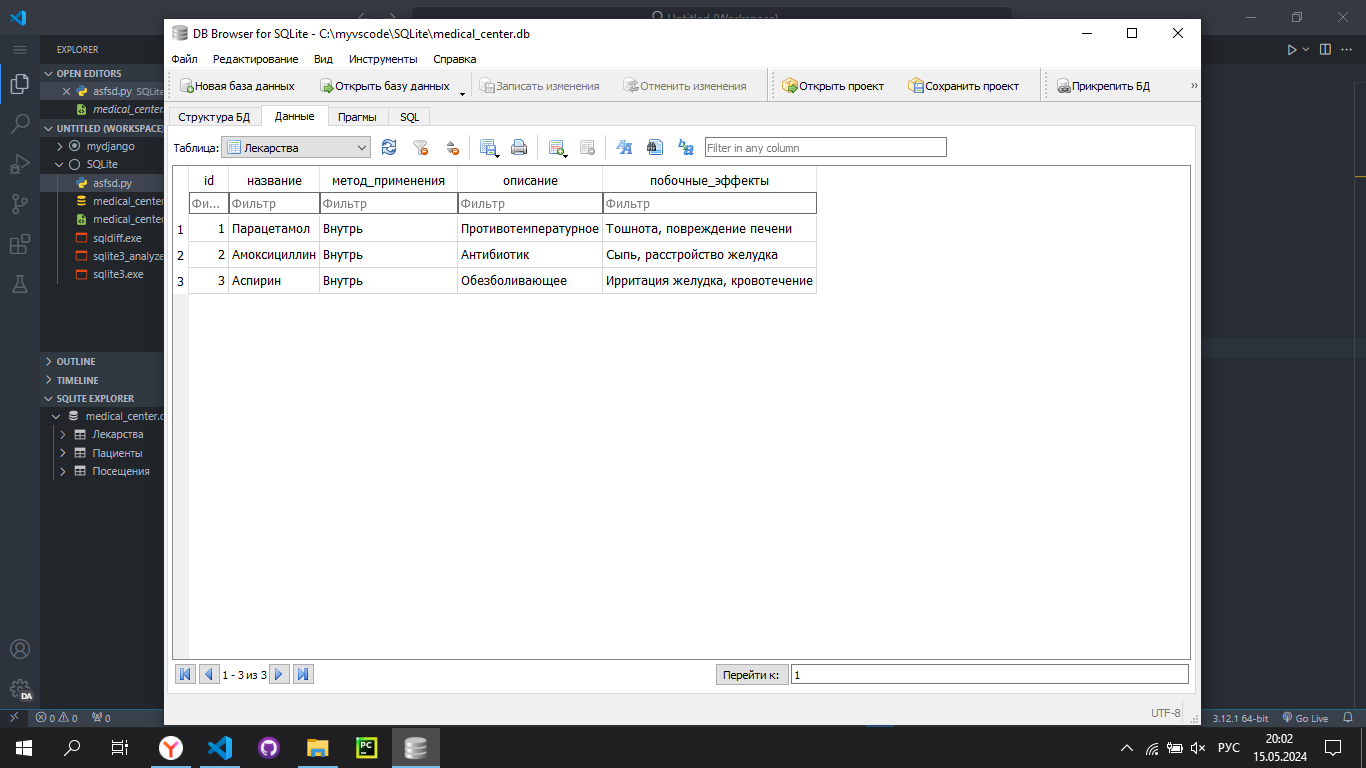 Untitled (Workspace)
DB Browser for SQLite - C:\myvscode\SQLite\medical_center.db
Файл Редактирование Вид Инструменты Справка
Новая база данных Открыть базу данных Записать изменения Отменить изменения Открыть проект Сохранить проект Прикрепить БД »
Структура БД Данные Прагмы SQL
Таблица: Лекарства Filter in any column
id название метод_применения описание побочные_эффекты
Фи... Фильтр Фильтр Фильтр Фильтр
1 1 Парацетамол Внутрь Противотемпературное Тошнота, повреждение печени
2 2 Амоксициллин Внутрь Антибиотик Сыпь, расстройство желудка
3 3 Аспирин Внутрь Обезболивающее Ирритация желудка, кровотечение
1 - 3 из 3 Перейти к: 1
UTF-8
EXPLORER
OPEN EDITORS
asfsd.py SQLite
medical_center.
UNTITLED (WORKSPACE)
mydjango
SQLite
asfsd.py
medical_center
medical_center
sqldiff.exe
sqlite3_analyze
sqlite3.exe
OUTLINE
TIMELINE
SQLITE EXPLORER
medical_center.d
Лекарства
Пациенты
Посещения
DA
0 0 0
3.12.1 64-bit Go Live
PC
РУС
20:02
15.05.2024